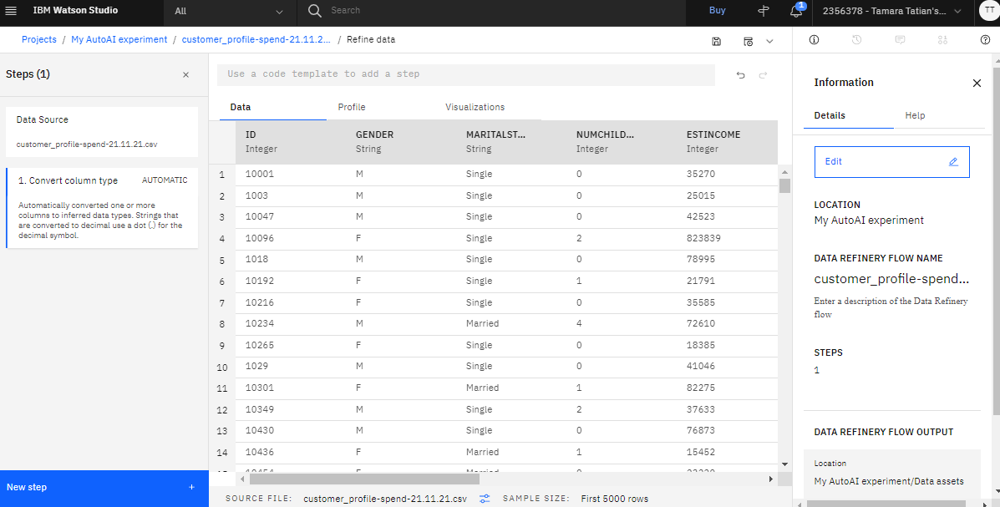 IBM Watson Studio
All
Search
Buy
1
2356378 - Tamara Tatian's...
TT
Projects / My AutoAI experiment / customer_profile-spend-21.11.2... / Refine data
Steps (1)
Data Source
customer_profile-spend-21.11.21.csv
1. Convert column type AUTOMATIC
Automatically converted one or more
columns to inferred data types. Strings that
are converted to decimal use a dot (.) for the
decimal symbol.
New step +
Use a code template to add a step
Data Profile Visualizations
ID GENDER MARITALST... NUMCHILD... ESTINCOME
Integer String String Integer Integer
1 10001 M Single 0 35270
2 1003 M Single 0 25015
3 10047 M Single 0 42523
4 10096 F Single 2 823839
5 1018 M Single 0 78995
6 10192 F Single 1 21791
7 10216 F Single 0 35585
8 10234 M Married 4 72610
9 10265 F Single 0 18385
10 1029 M Single 0 41046
11 10301 F Married 1 82275
12 10349 M Single 2 37633
13 10430 M Single 0 76873
14 10436 F Married 1 15452
SOURCE FILE: customer_profile-spend-21.11.21.csv SAMPLE SIZE: First 5000 rows
Information
Details Help
Edit
LOCATION
My AutoAI experiment
DATA REFINERY FLOW NAME
customer_profile-spend...
Enter a description of the Data Refinery
flow
STEPS
1
DATA REFINERY FLOW OUTPUT
Location
My AutoAI experiment/Data assets